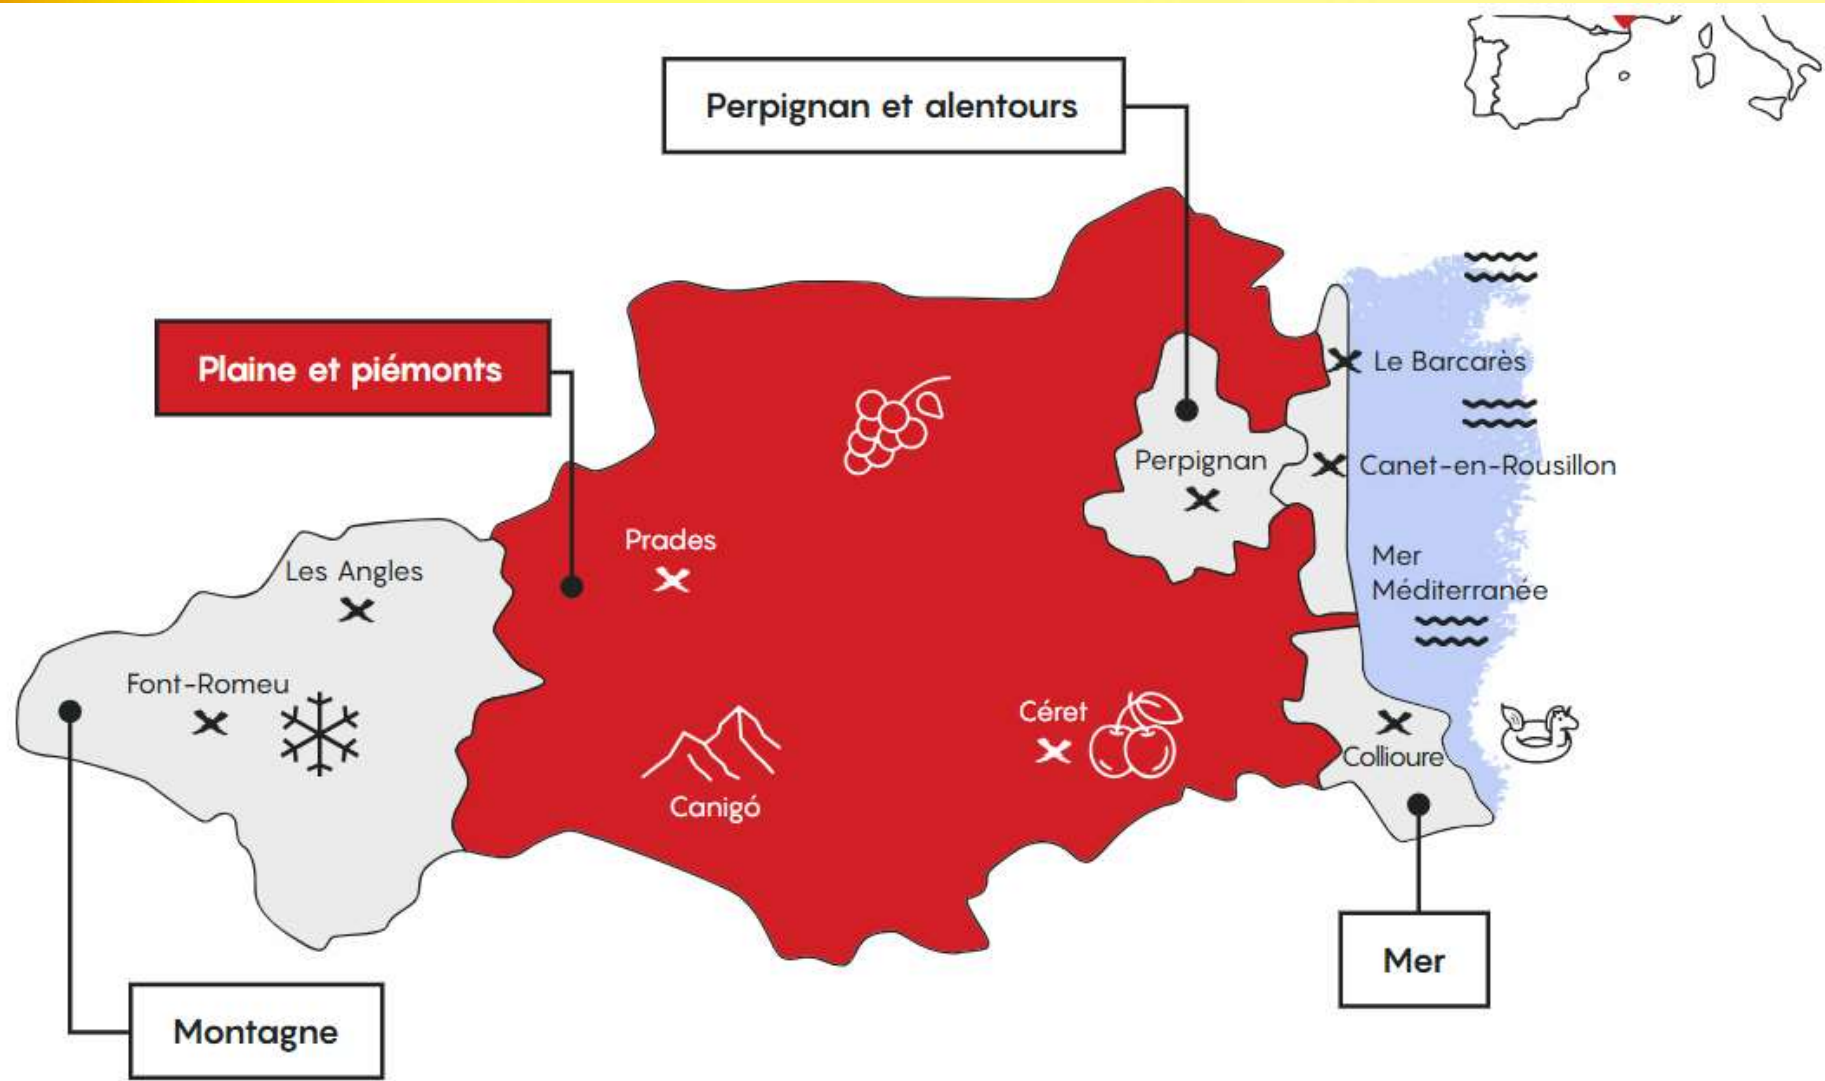 Perpignan et alentours
Plaine et piémonts
Le Barcarès
Perpignan
Canet-en-Rousillon
Prades
Les Angles
Mer
Méditerranée
Font-Romeu
Céret
Collioure
Canigó
Mer
Montagne